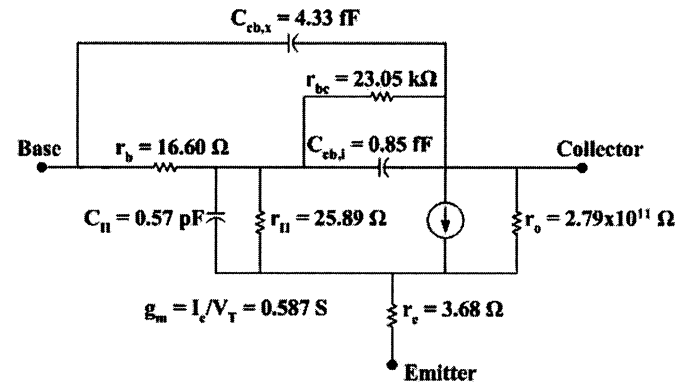 C_cb,x = 4.33 fF
r_bc = 23.05 kΩ
Base
r_b = 16.60 Ω
C_cb,i = 0.85 fF
Collector
C_Π = 0.57 pF
r_Π = 25.89 Ω
r_o = 2.79x10^11 Ω
g_m = I_c/V_T = 0.587 S
r_e = 3.68 Ω
Emitter